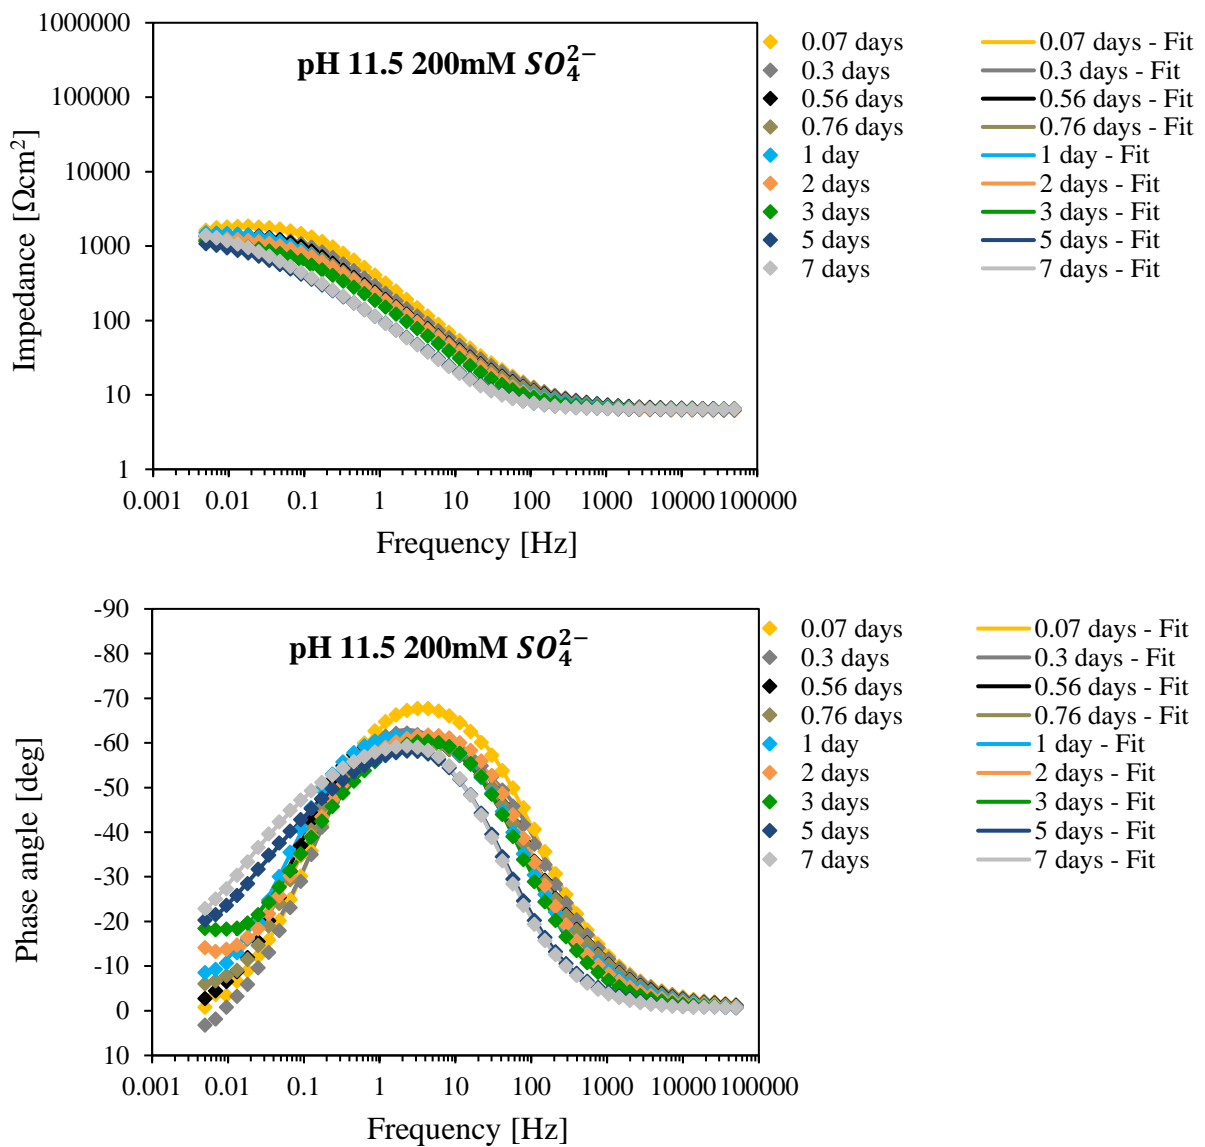 pH 11.5 200mM SO₄²⁻
Impedance [Ωcm²]
1000000
100000
10000
1000
100
10
1
0.001 0.01 0.1 1 10 100 1000 10000 100000
Frequency [Hz]
0.07 days 0.07 days - Fit
0.3 days 0.3 days - Fit
0.56 days 0.56 days - Fit
0.76 days 0.76 days - Fit
1 day 1 day - Fit
2 days 2 days - Fit
3 days 3 days - Fit
5 days 5 days - Fit
7 days 7 days - Fit
pH 11.5 200mM SO₄²⁻
Phase angle [deg]
-90
-80
-70
-60
-50
-40
-30
-20
-10
0
10
0.001 0.01 0.1 1 10 100 1000 10000 100000
Frequency [Hz]
0.07 days 0.07 days - Fit
0.3 days 0.3 days - Fit
0.56 days 0.56 days - Fit
0.76 days 0.76 days - Fit
1 day 1 day - Fit
2 days 2 days - Fit
3 days 3 days - Fit
5 days 5 days - Fit
7 days 7 days - Fit